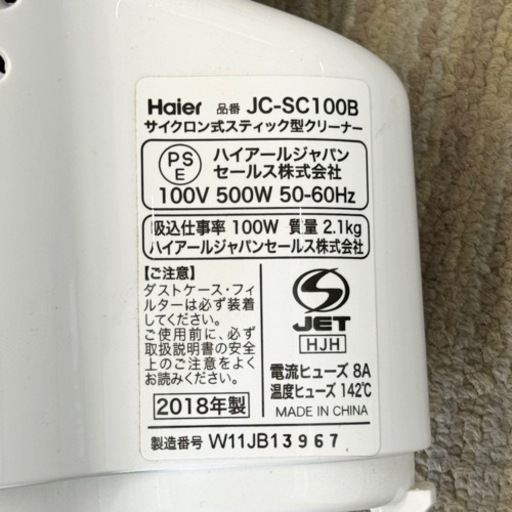 Haier 品番 JC-SC100B
サイクロン式スティック型クリーナー
PS
E
ハイアールジャパン
セールス株式会社
100V 500W 50-60Hz
吸込仕事率 100W 質量 2.1kg
ハイアールジャパンセールス株式会社
【ご注意】
ダストケース・フィ
ルターは必ず装着
してください。
ご使用前に、必ず
取扱説明書の安全
上のご注意をよく
お読みください。
2018年製
S
JET
HJH
電流ヒューズ 8A
温度ヒューズ 142℃
MADE IN CHINA
製造番号 W11JB13967